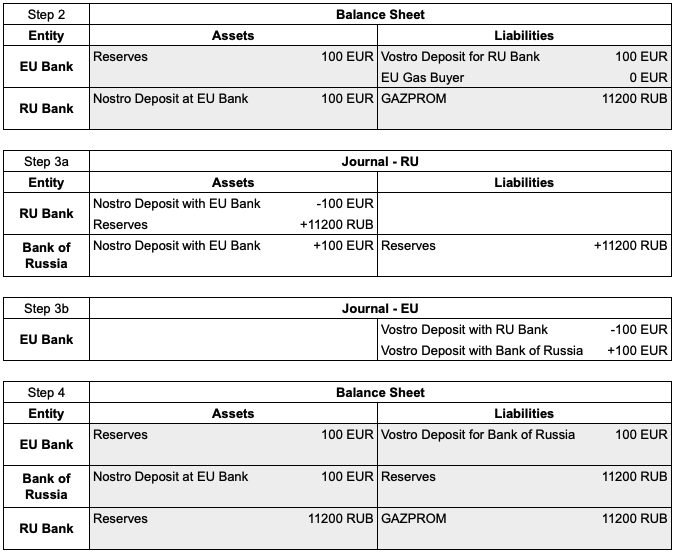 Step 2 Balance Sheet
Entity Assets Liabilities
EU Bank Reserves 100 EUR Vostro Deposit for RU Bank 100 EUR
EU Gas Buyer 0 EUR
RU Bank Nostro Deposit at EU Bank 100 EUR GAZPROM 11200 RUB
Step 3a Journal - RU
Entity Assets Liabilities
RU Bank Nostro Deposit with EU Bank -100 EUR
Reserves +11200 RUB
Bank of Russia Nostro Deposit with EU Bank +100 EUR Reserves +11200 RUB
Step 3b Journal - EU
EU Bank Vostro Deposit with RU Bank -100 EUR
Vostro Deposit with Bank of Russia +100 EUR
Step 4 Balance Sheet
Entity Assets Liabilities
EU Bank Reserves 100 EUR Vostro Deposit for Bank of Russia 100 EUR
Bank of Russia Nostro Deposit at EU Bank 100 EUR Reserves 11200 RUB
RU Bank Reserves 11200 RUB GAZPROM 11200 RUB